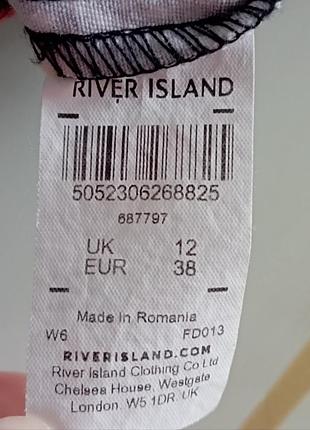 RIVER ISLAND
5052306268825
687797
UK 12
EUR 38
Made in Romania
W6 FD013
RIVERISLAND.COM
River Island Clothing Co Ltd
Chelsea House, Westgate
London. W5 1DR. UK